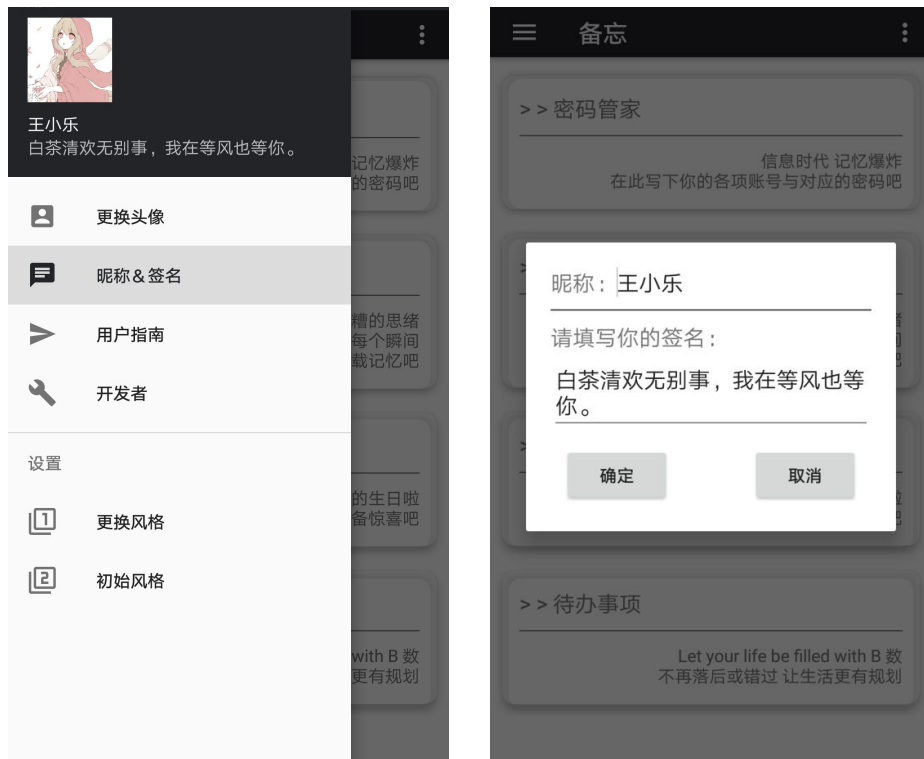 王小乐
白茶清欢无别事，我在等风也等你。
更换头像
昵称＆签名
用户指南
开发者
设置
更换风格
初始风格
记忆爆炸
的密码吧
糟的思绪
每个瞬间
载记忆吧
的生日啦
备惊喜吧
with B 数
更有规划
备忘
>> 密码管家
信息时代 记忆爆炸
在此写下你的各项账号与对应的密码吧
昵称：王小乐
请填写你的签名：
白茶清欢无别事，我在等风也等
你。
确定
取消
>> 待办事项
Let your life be filled with B 数
不再落后或错过 让生活更有规划